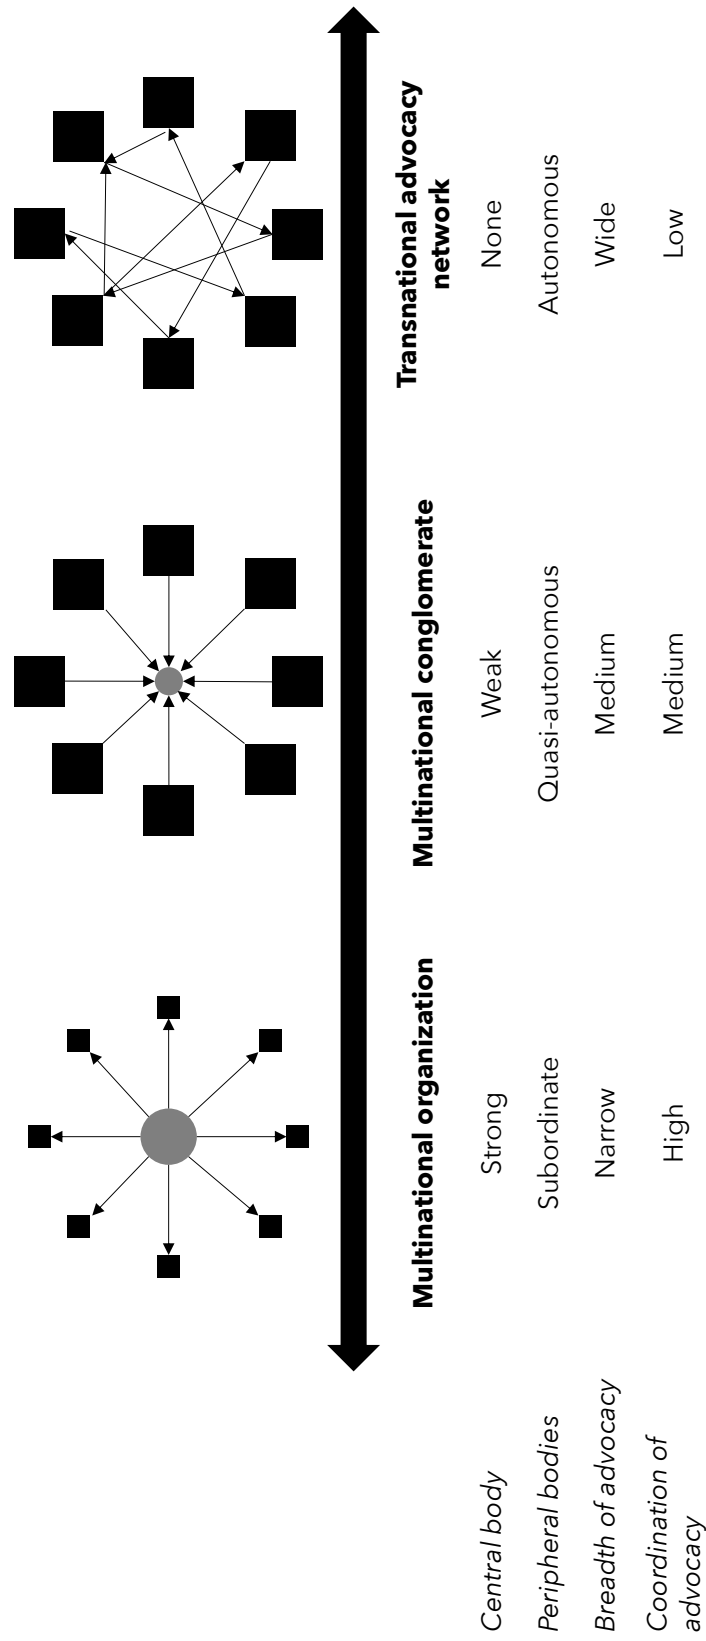 Multinational organization
Multinational conglomerate
Transnational advocacy
network
Central body
Strong
Weak
None
Peripheral bodies
Subordinate
Quasi-autonomous
Autonomous
Breadth of advocacy
Narrow
Medium
Wide
Coordination of
advocacy
High
Medium
Low